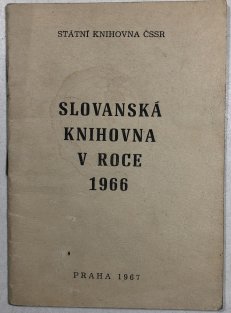 STÁTNÍ KNIHOVNA ČSSR
SLOVANSKÁ
KNIHOVNA
V ROCE
1966
PRAHA 1967